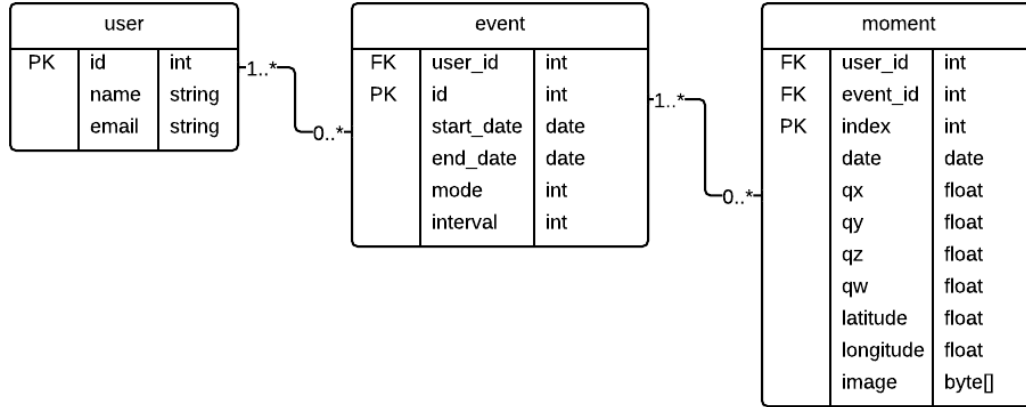 user
PK id int
name string
email string
1..*
0..*
event
FK user_id int
PK id int
start_date date
end_date date
mode int
interval int
1..*
0..*
moment
FK user_id int
FK event_id int
PK index int
date date
qx float
qy float
qz float
qw float
latitude float
longitude float
image byte[]